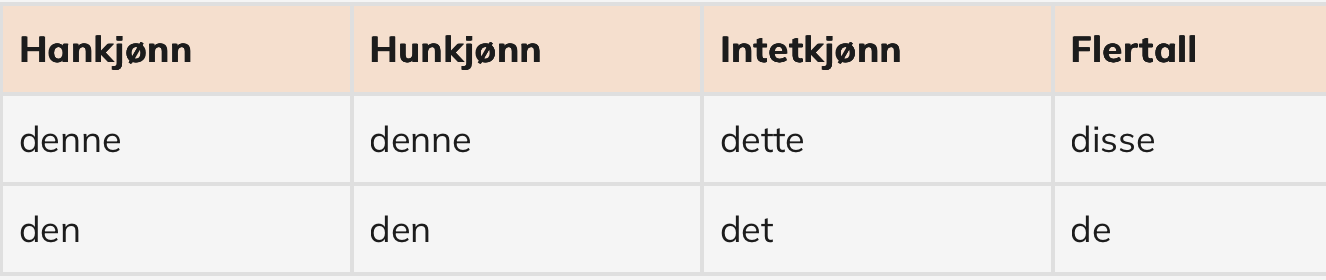 Hankjønn Hunkjønn Intetkjønn Flertall
denne denne dette disse
den den det de